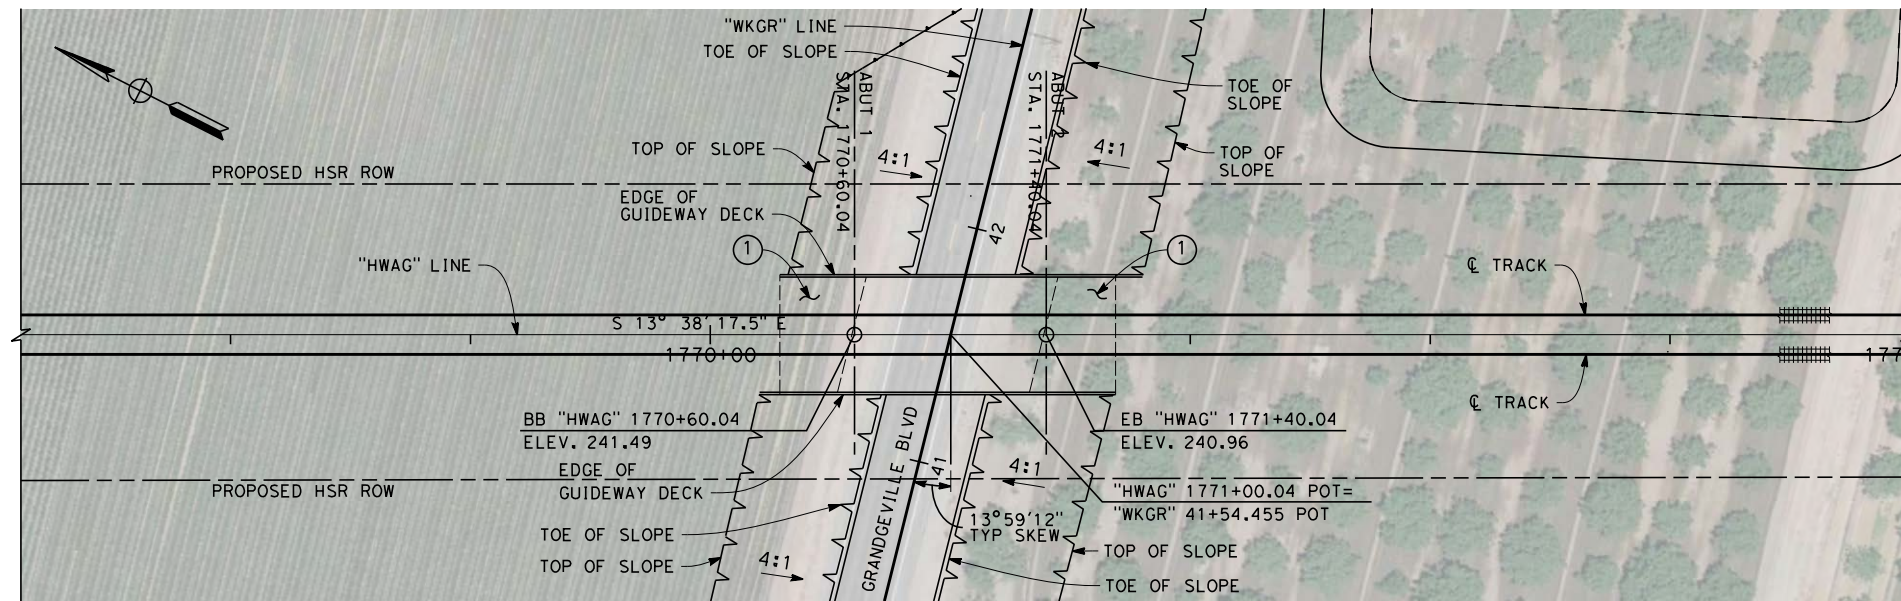 "WKGR" LINE
TOE OF SLOPE
ABUT 1
STA. 1770+60.04
ABUT 2
STA. 1771+40.04
TOE OF
SLOPE
TOP OF SLOPE
4:1
4:1
TOP OF
SLOPE
PROPOSED HSR ROW
EDGE OF
GUIDEWAY DECK
42
1
1
"HWAG" LINE
℄ TRACK
S 13° 38' 17.5" E
1770+00
177
℄ TRACK
BB "HWAG" 1770+60.04
ELEV. 241.49
EB "HWAG" 1771+40.04
ELEV. 240.96
GRANDGEVILLE BLVD
41
EDGE OF
GUIDEWAY DECK
4:1
PROPOSED HSR ROW
"HWAG" 1771+00.04 POT=
"WKGR" 41+54.455 POT
13°59'12"
TYP SKEW
TOE OF SLOPE
TOP OF SLOPE
4:1
TOP OF SLOPE
TOE OF SLOPE